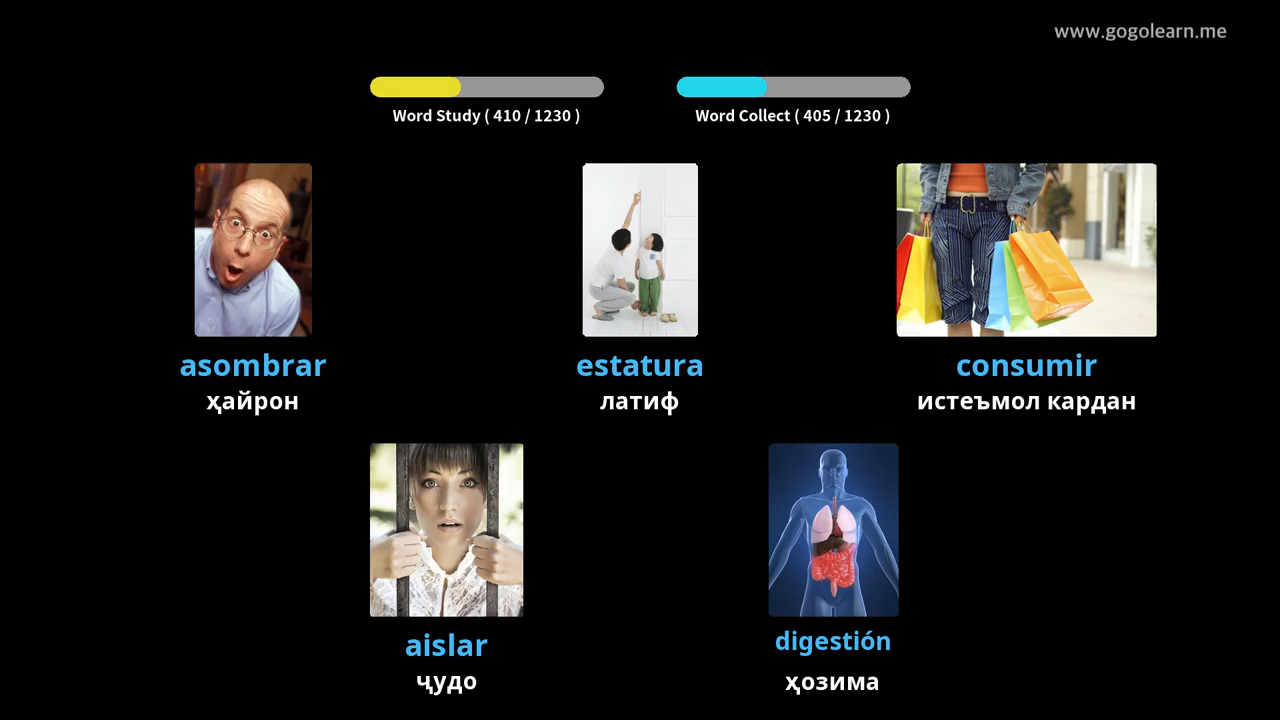 www.gogolearn.me
Word Study ( 410 / 1230 )
Word Collect ( 405 / 1230 )
asombrar
ҳайрон
estatura
латиф
consumir
истеъмол кардан
aislar
ҷудо
digestión
ҳозима